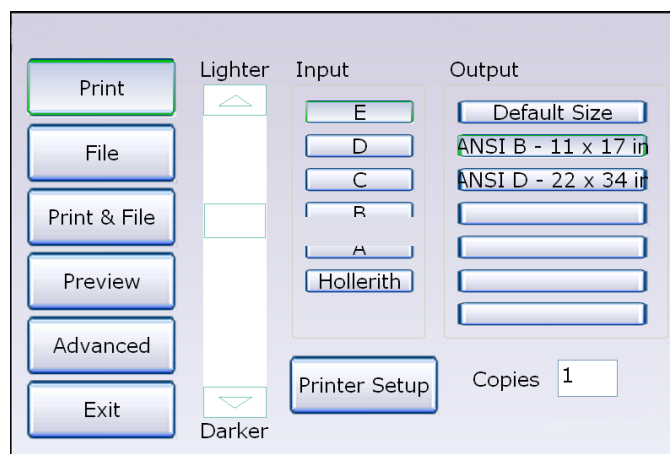 Print
File
Print & File
Preview
Advanced
Exit
Lighter
Darker
Input
E
D
C
B
A
Hollerith
Printer Setup
Output
Default Size
ANSI B - 11 x 17 in
ANSI D - 22 x 34 in
Copies 1